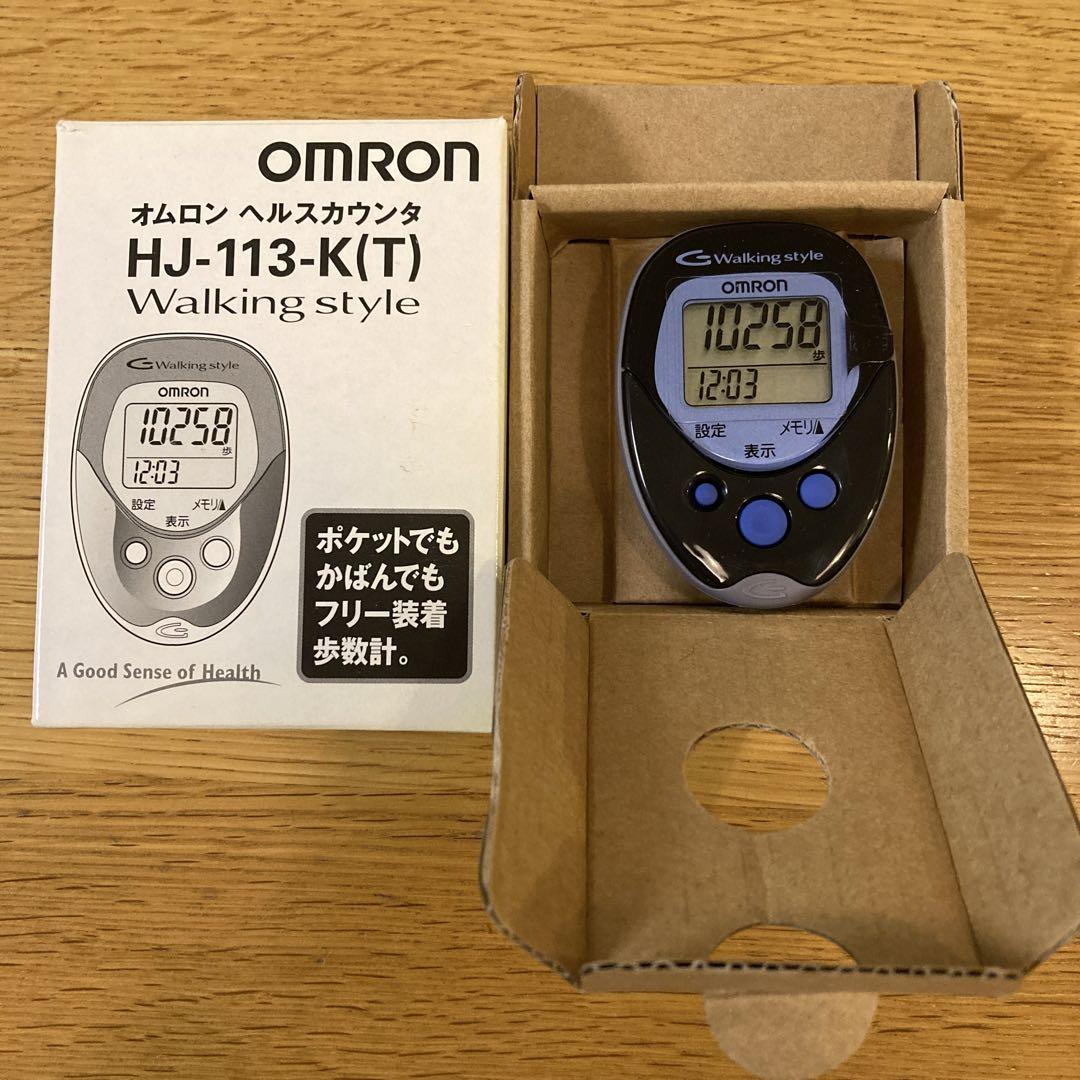 OMRON
オムロン ヘルスカウンタ
HJ-113-K(T)
Walking style
Walking style
OMRON
10258
歩
12:03
設定 メモリ▲
表示
ポケットでも
かばんでも
フリー装着
歩数計。
A Good Sense of Health
Walking style
OMRON
10258
歩
12:03
設定 メモリ▲
表示